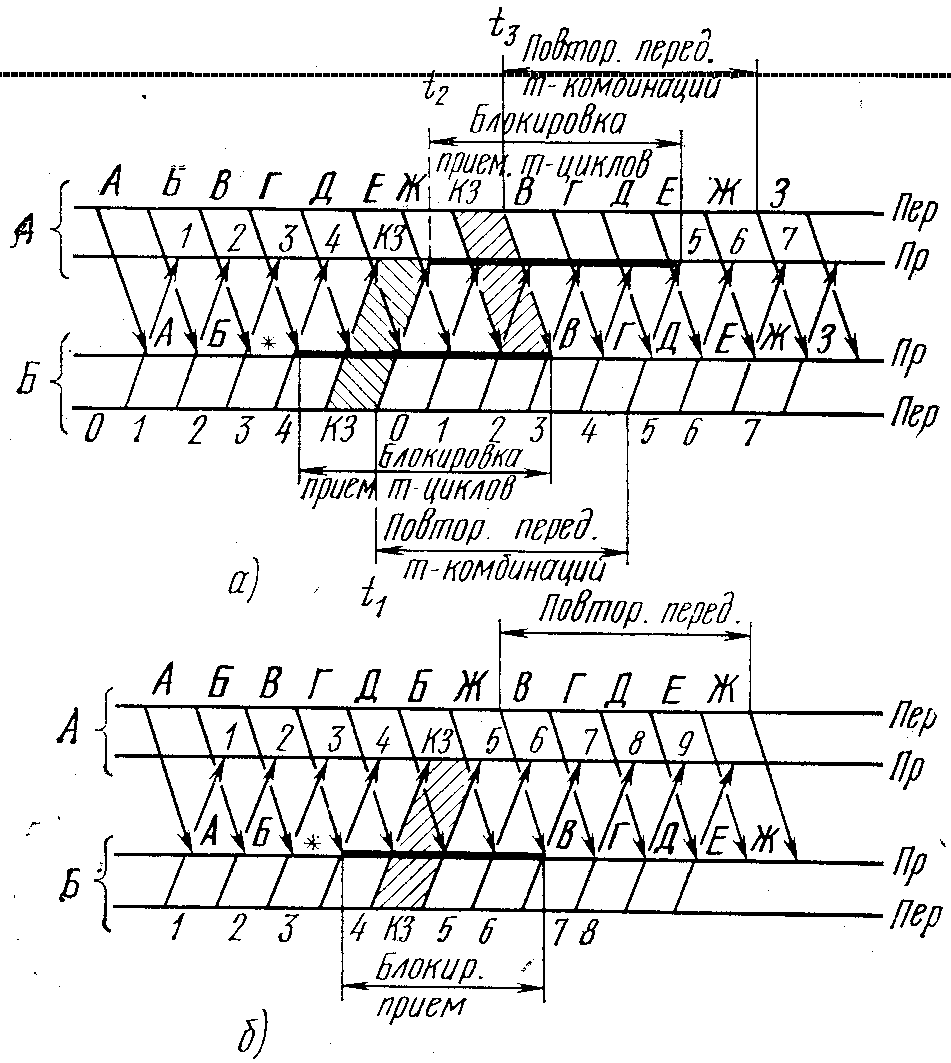 t3
Повтор. перед.
m-комбинаций
t2
Блокировка
прием. m-циклов
А Б В Г Д Е Ж КЗ В Г Д Е Ж З
Пер
А
1 2 3 4 КЗ 5 6 7
Пр
А Б * В Г Д Е Ж З
Пр
Б
Пер
0 1 2 3 4 КЗ 0 1 2 3 4 5 6 7
Блокировка
прием m-циклов
Повтор. перед.
m-комбинаций
а)
t1
Повтор. перед.
А Б В Г Д Б Ж В Г Д Е Ж
Пер
А
1 2 3 4 КЗ 5 6 7 8 9
Пр
А Б * В Г Д Е Ж
Пр
Б
Пер
1 2 3 4 КЗ 5 6 7 8
Блокир.
прием
б)